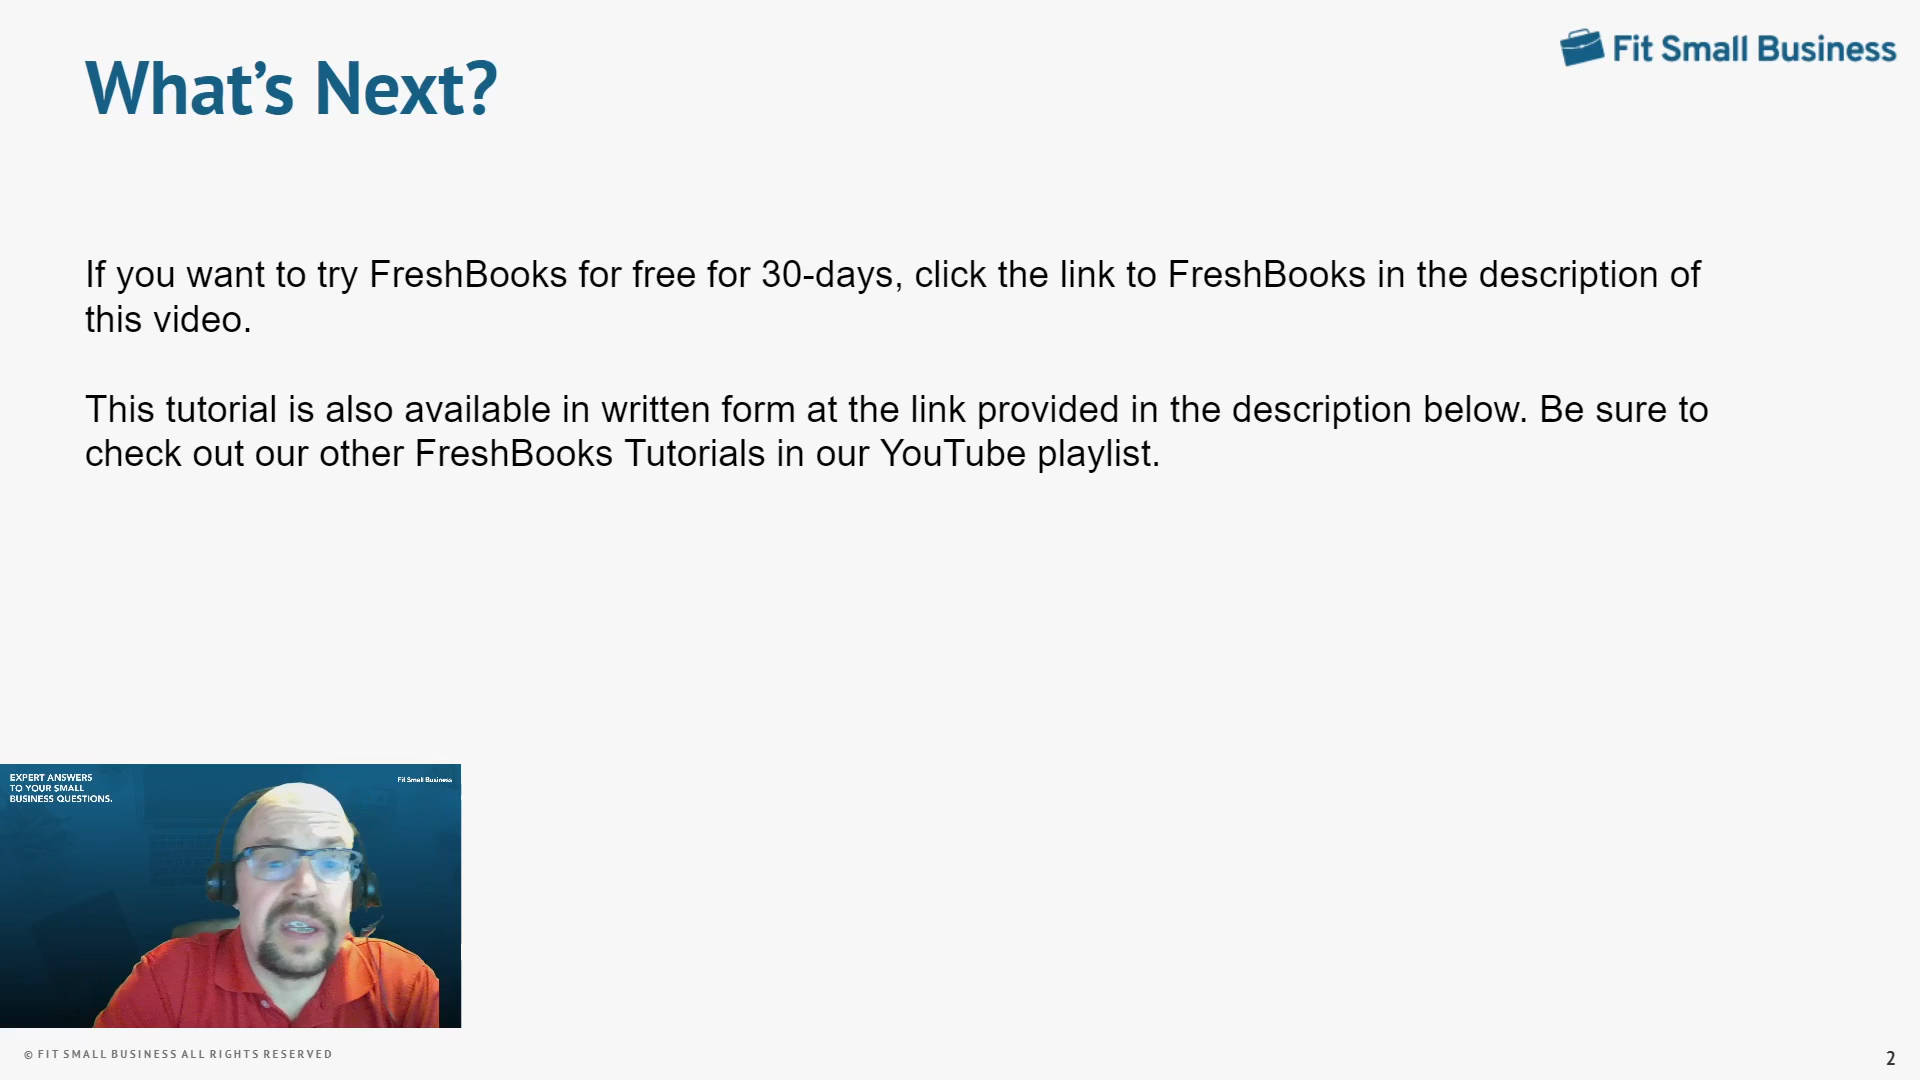 Fit Small Business
What's Next?
If you want to try FreshBooks for free for 30-days, click the link to FreshBooks in the description of
this video.
This tutorial is also available in written form at the link provided in the description below. Be sure to
check out our other FreshBooks Tutorials in our YouTube playlist.
EXPERT ANSWERS
TO YOUR SMALL
BUSINESS QUESTIONS.
Fit Small Business
© FIT SMALL BUSINESS ALL RIGHTS RESERVED
2